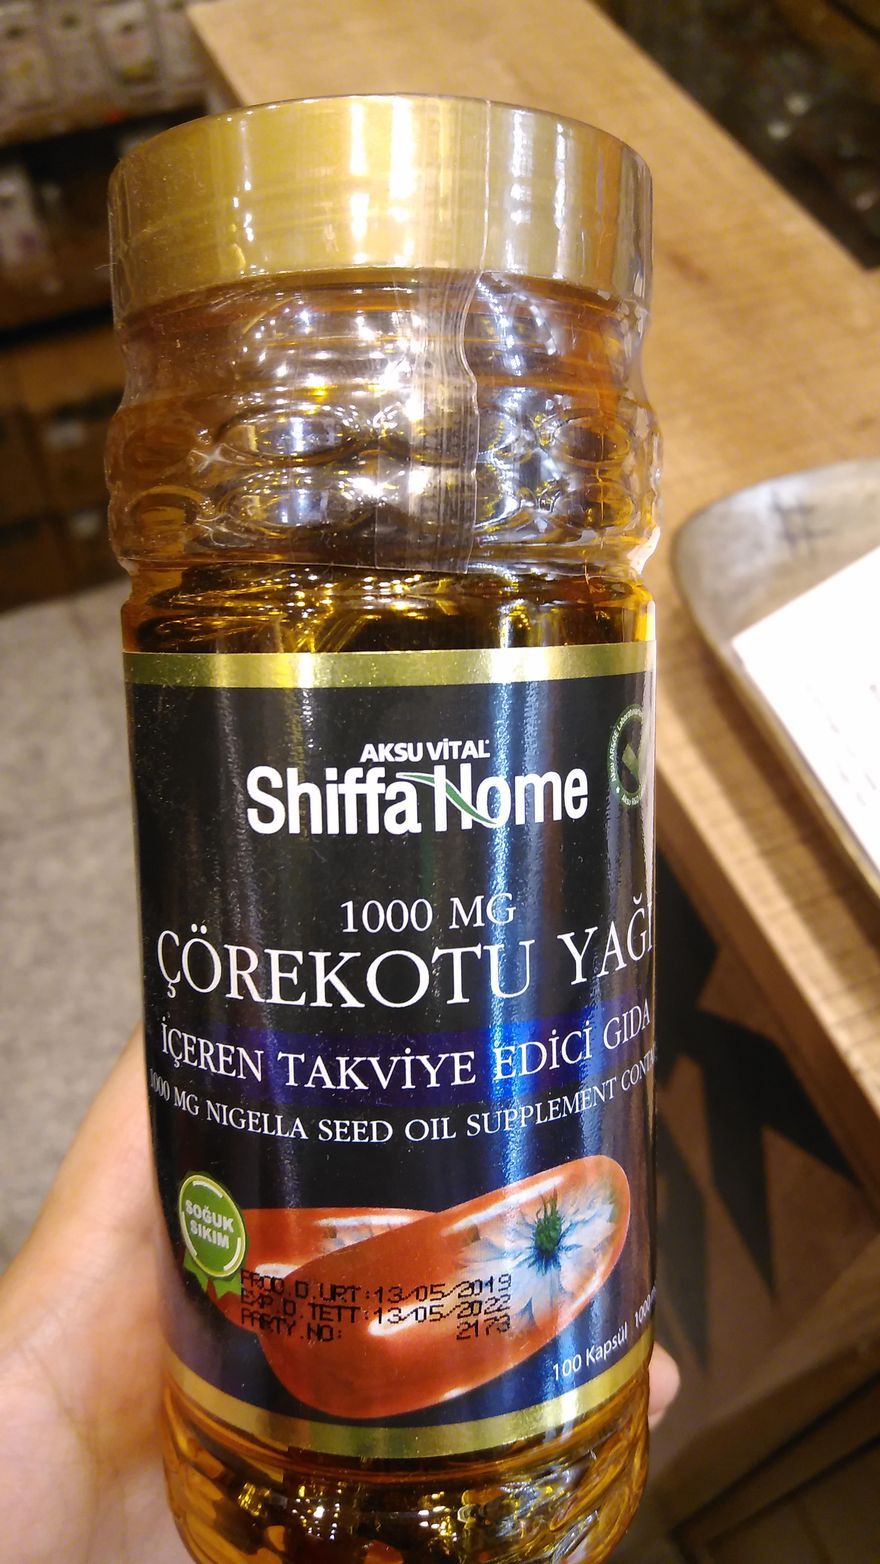 AKSU VİTAL
Shiffa Home
1000 MG
ÇÖREKOTU YAĞI
İÇEREN TAKVİYE EDİCİ GIDA
1000 MG NIGELLA SEED OIL SUPPLEMENT
SOĞUK
SIKIM
PROD.D.URT:13/05/2019
EXP.D.TETT:13/05/2022
PARTY.NO: 2173
100 Kapsül